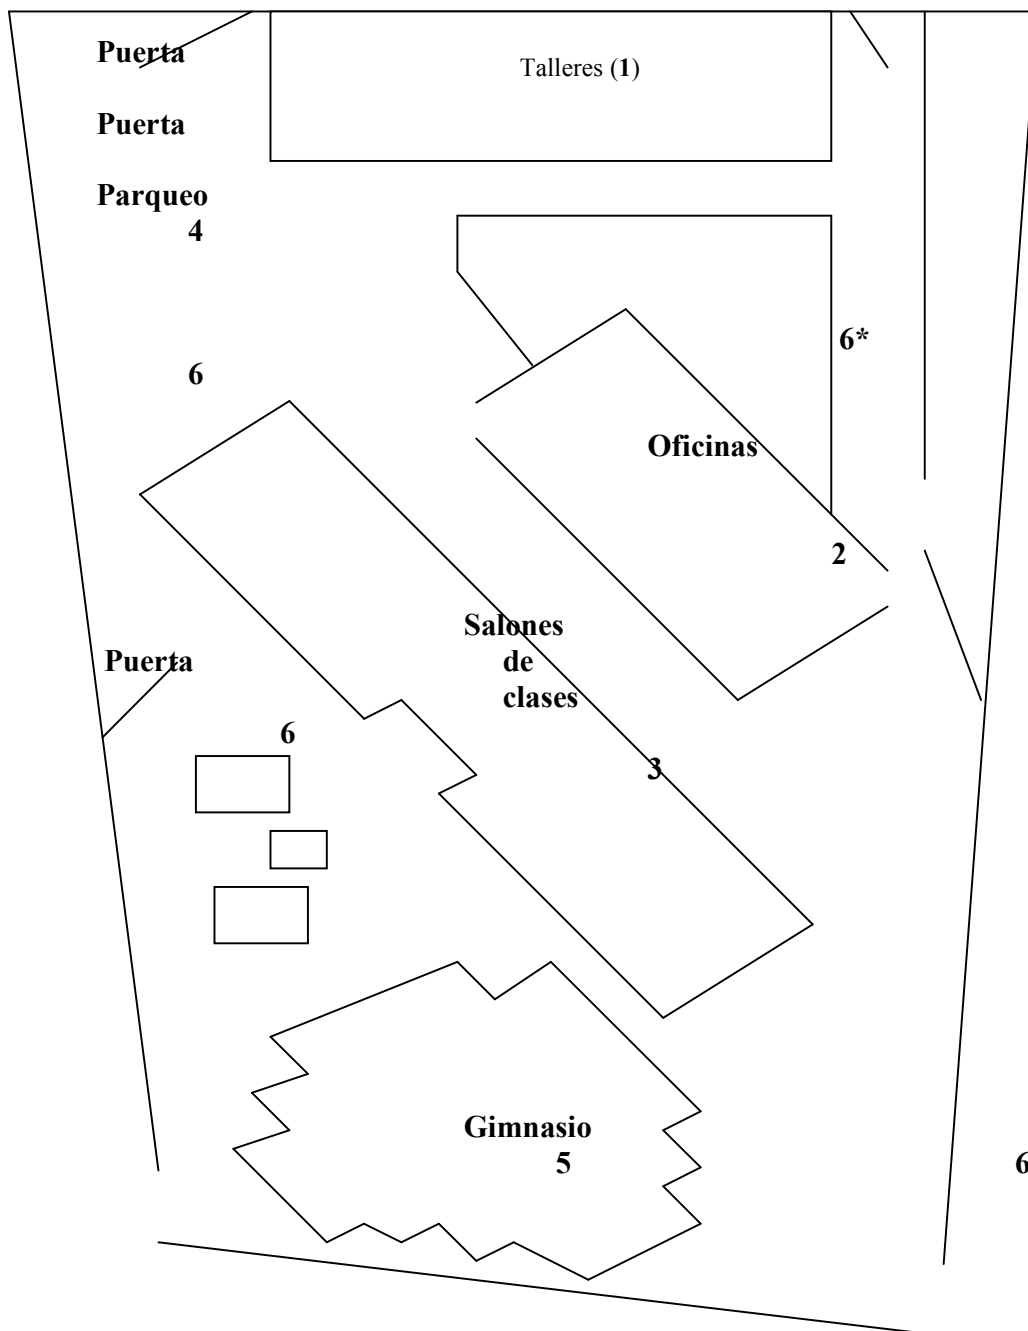 Puerta
Talleres (1)
Puerta
Parqueo
4
6*
6
Oficinas
2
Salones
de
clases
Puerta
6
3
Gimnasio
5
6